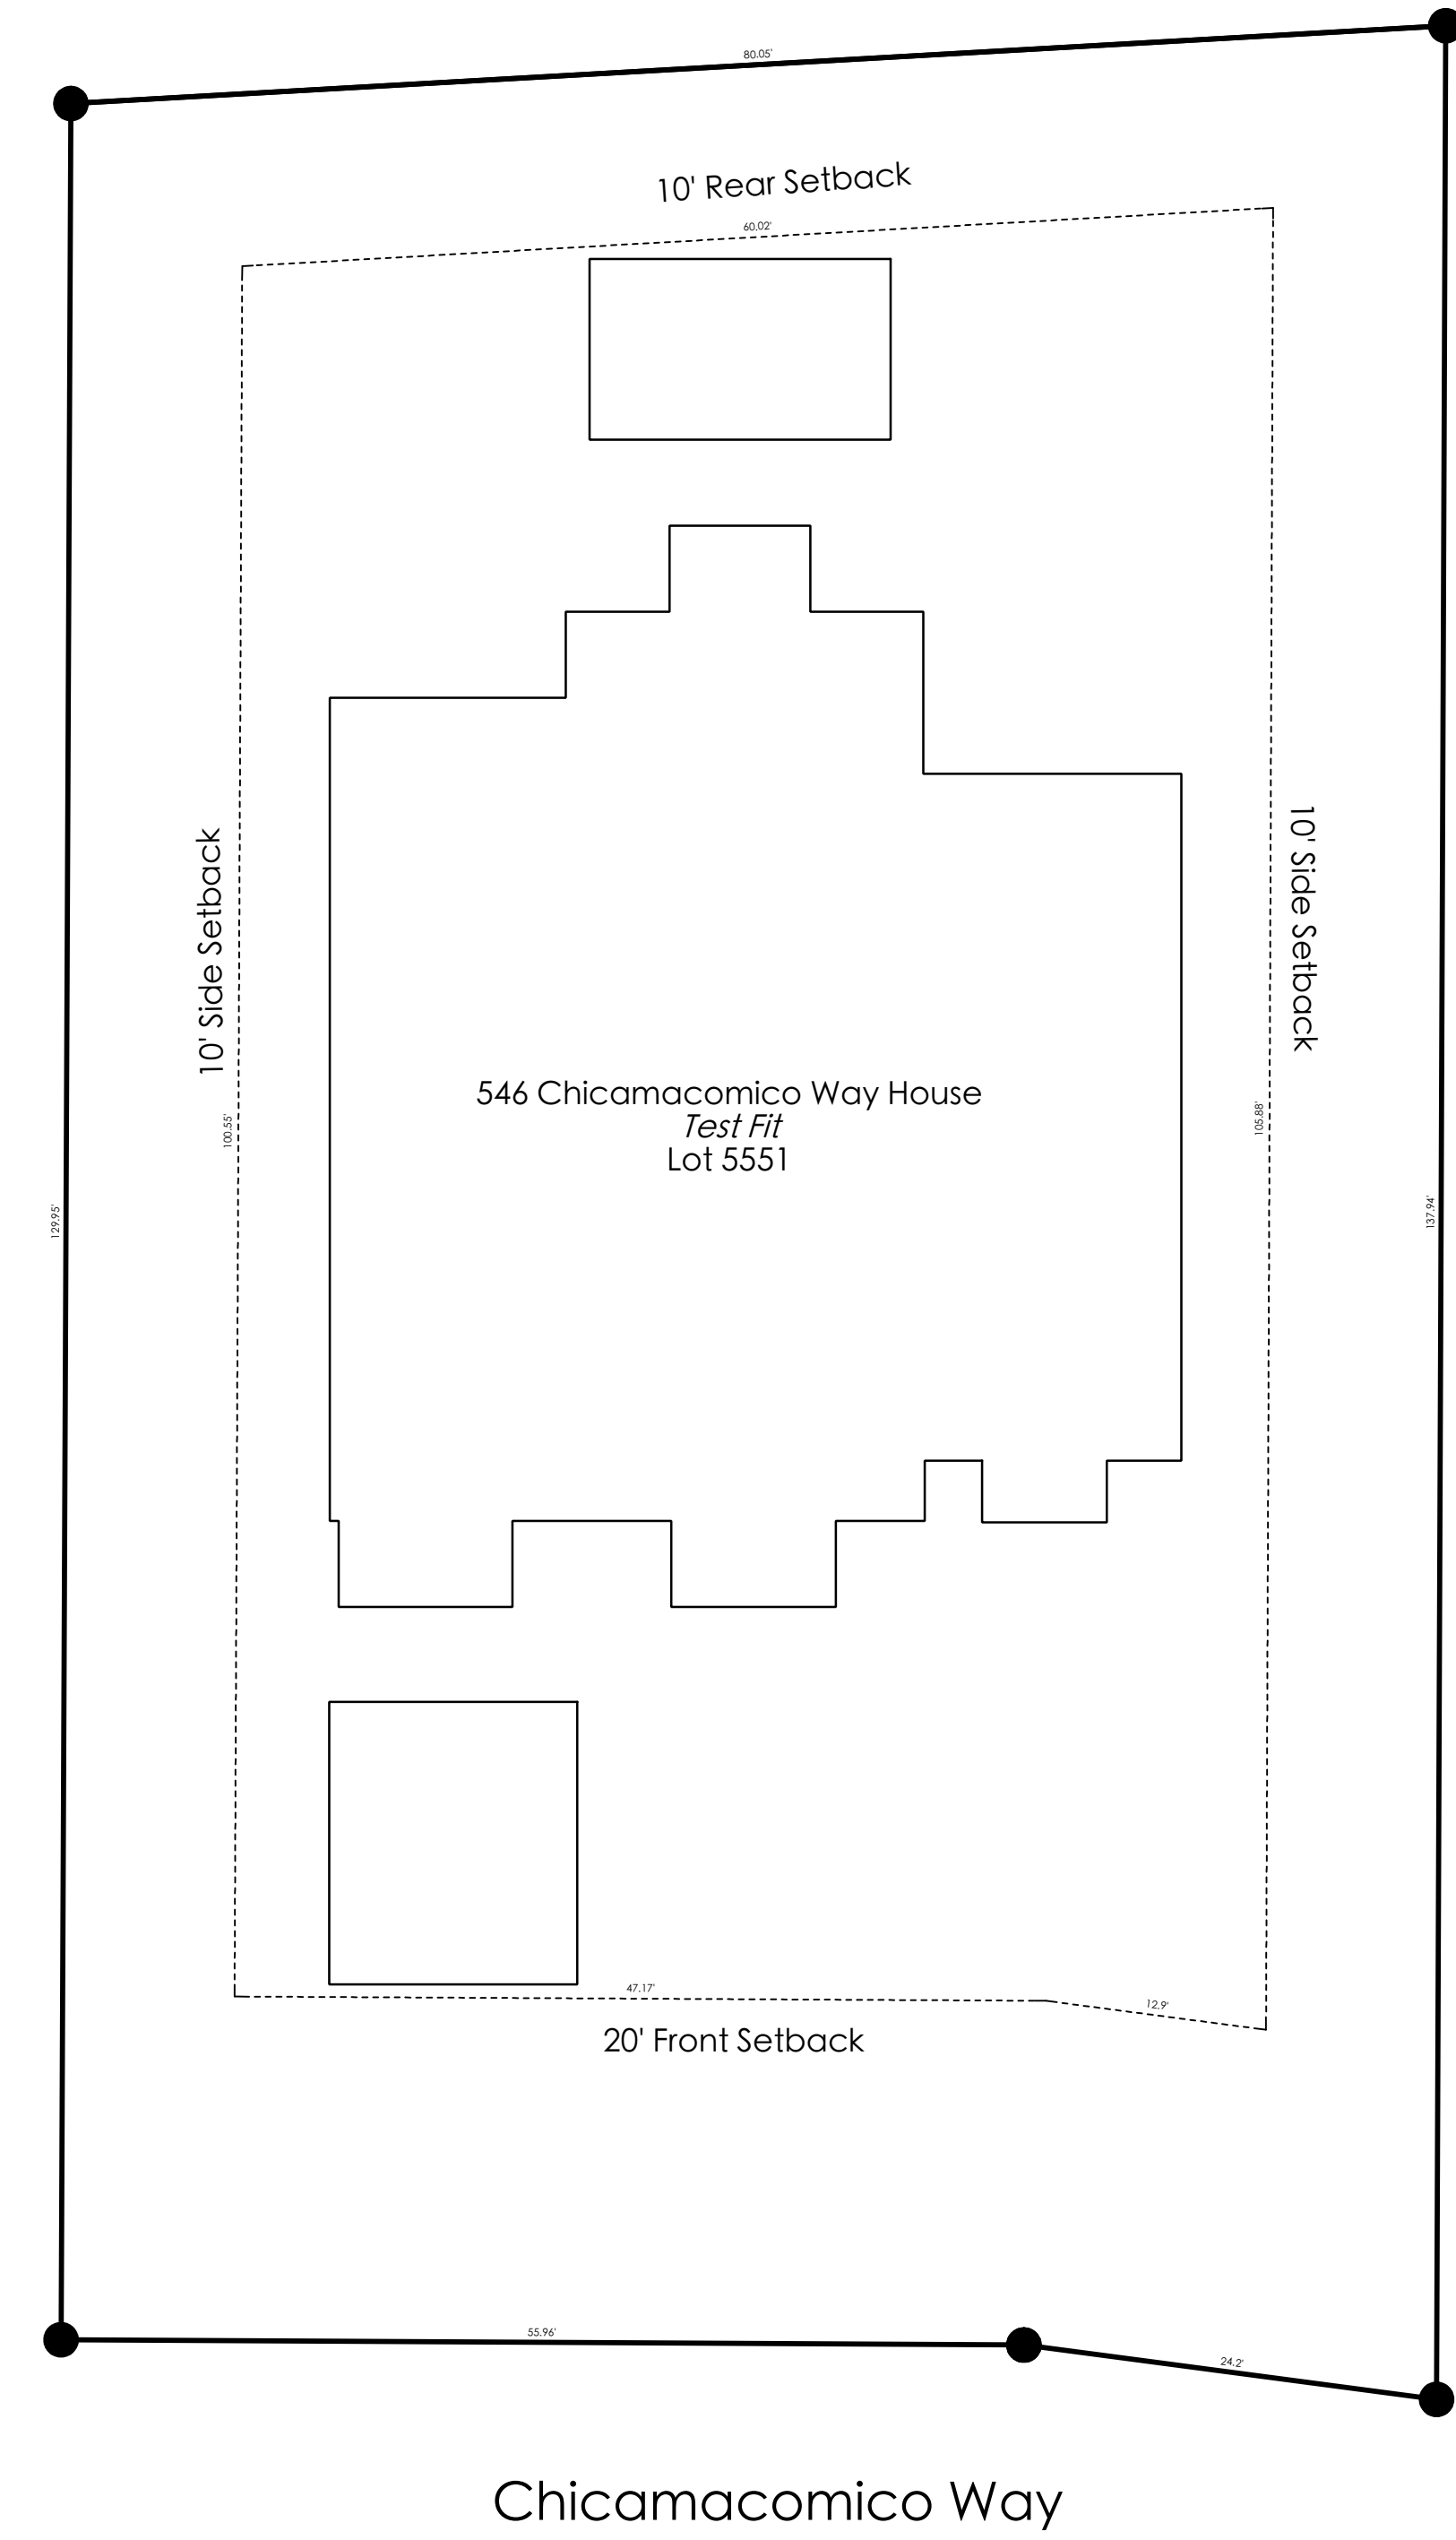 80.05'
10' Rear Setback
60.02'
10' Side Setback
10' Side Setback
546 Chicamacomico Way House
Test Fit
Lot 5551
100.55'
105.88'
129.95'
137.94'
47.17'
12.9'
20' Front Setback
55.96'
24.2'
Chicamacomico Way